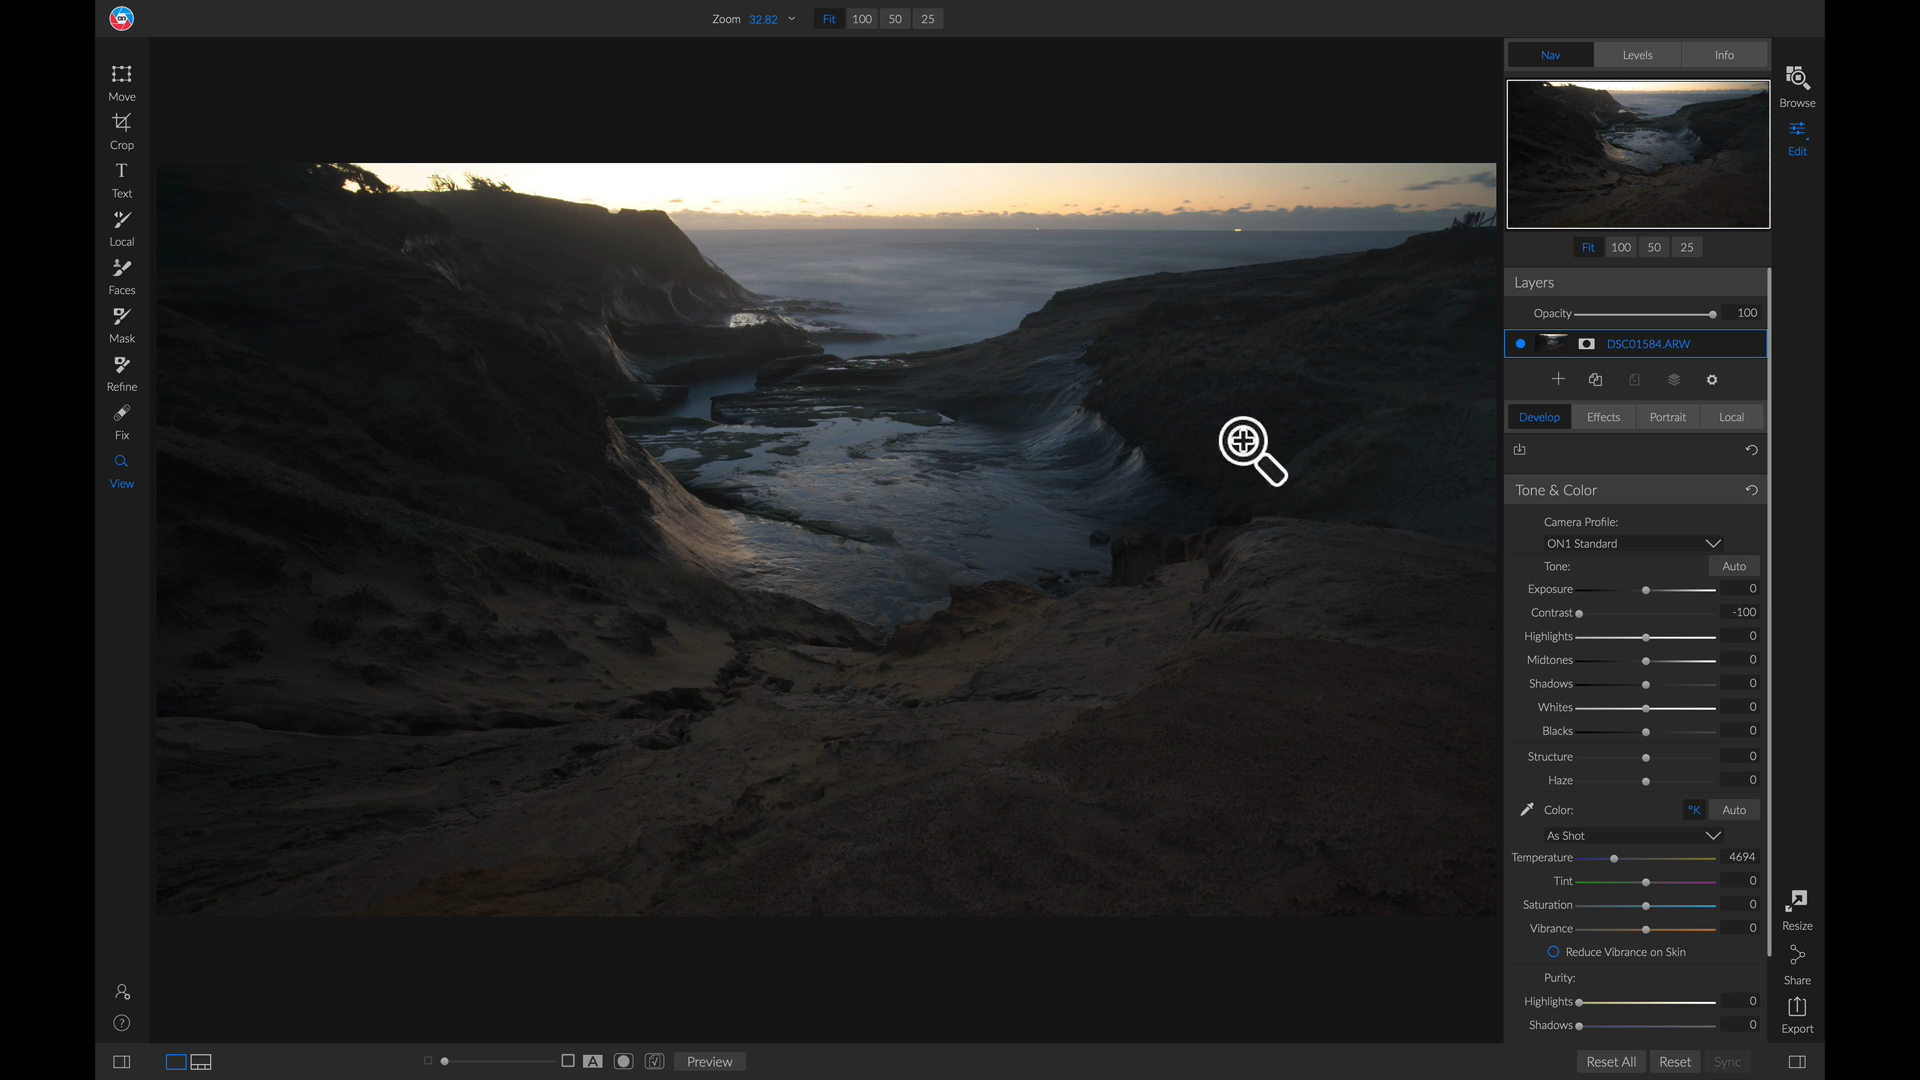 Zoom 32.82 Fit 100 50 25
Move
Crop
Text
Local
Faces
Mask
Refine
Fix
View
Nav Levels Info
Fit 100 50 25
Layers
Opacity 100
DSC01584.ARW
Develop Effects Portrait Local
Tone & Color
Camera Profile:
ON1 Standard
Tone: Auto
Exposure 0
Contrast -100
Highlights 0
Midtones 0
Shadows 0
Whites 0
Blacks 0
Structure 0
Haze 0
Color: °K Auto
As Shot
Temperature 4694
Tint 0
Saturation 0
Vibrance 0
Reduce Vibrance on Skin
Purity:
Highlights 0
Shadows 0
Browse
Edit
Resize
Share
Export
A Preview
Reset All Reset Sync